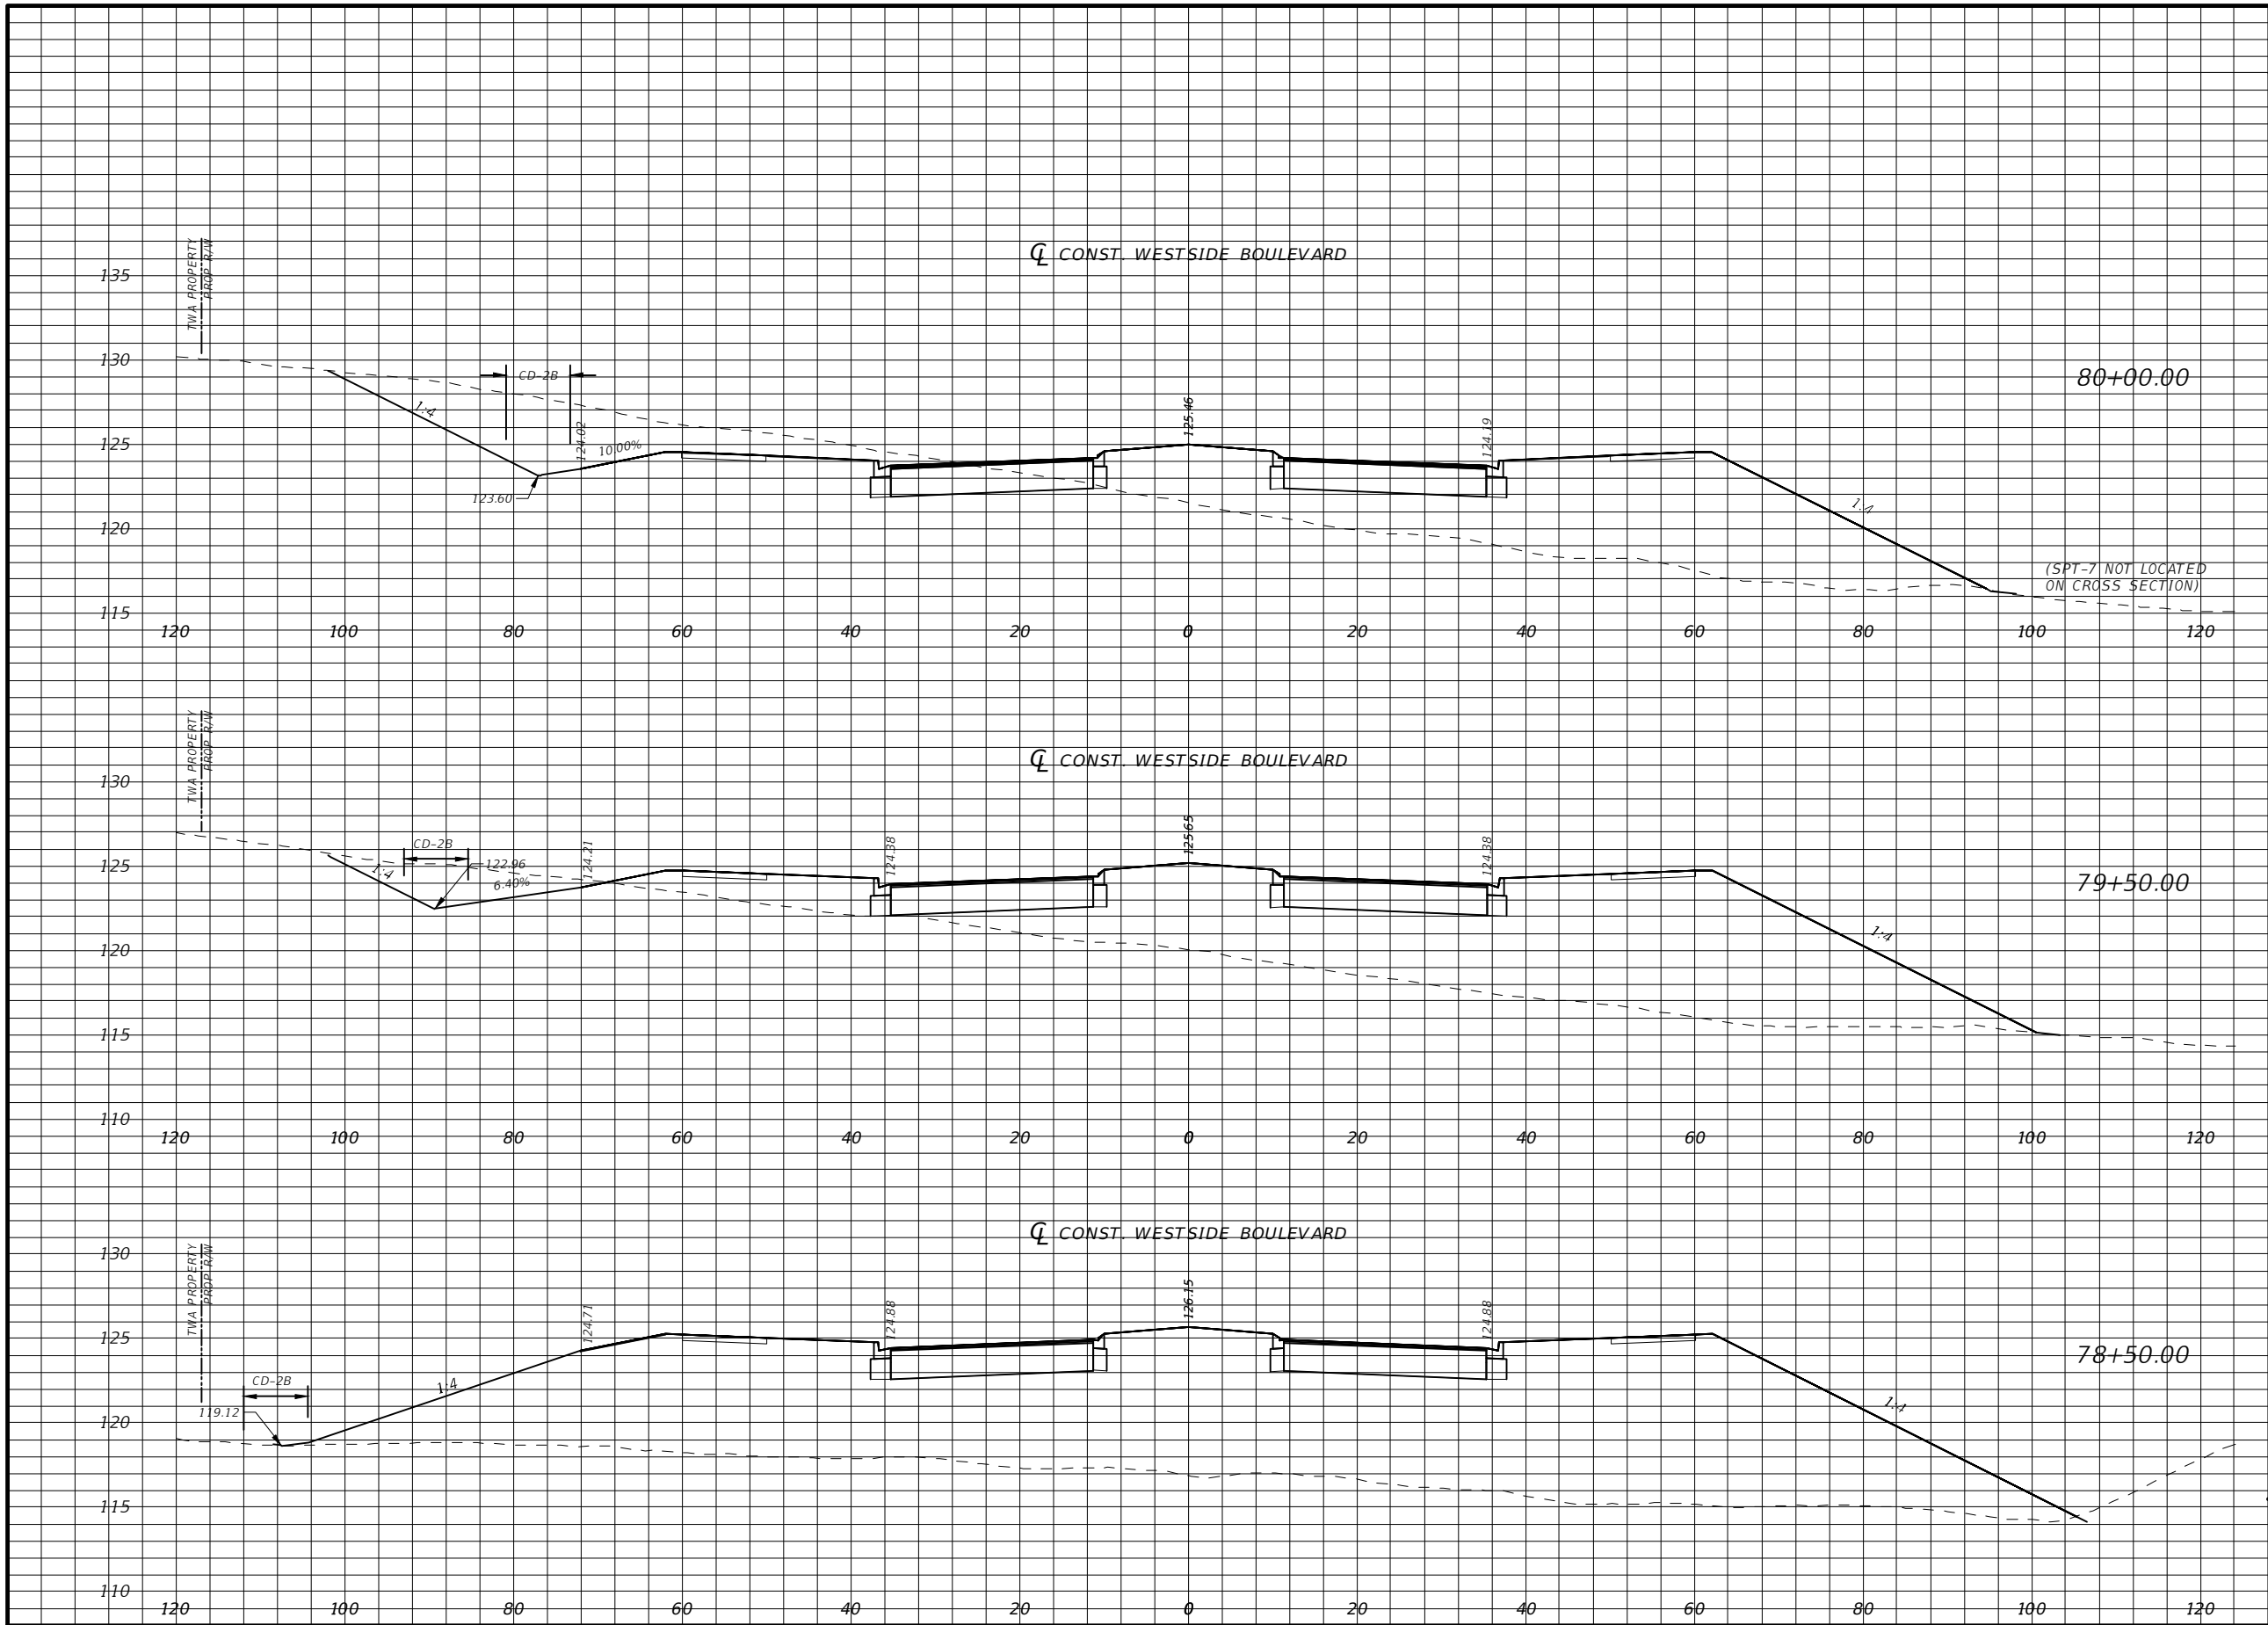 ℄ CONST. WESTSIDE BOULEVARD
TWA PROPERTY
PROP R/W
135
130
125
120
115
CD-2B
1:4
124.02
10.00%
123.60
125.46
124.19
1:4
80+00.00
(SPT-7 NOT LOCATED
ON CROSS SECTION)
120 100 80 60 40 20 0 20 40 60 80 100 120
℄ CONST. WESTSIDE BOULEVARD
TWA PROPERTY
PROP R/W
130
125
120
115
110
CD-2B
1:4
122.96
6.40%
124.21
124.38
125.65
124.38
1:4
79+50.00
120 100 80 60 40 20 0 20 40 60 80 100 120
℄ CONST. WESTSIDE BOULEVARD
TWA PROPERTY
PROP R/W
130
125
120
115
110
CD-2B
119.12
1:4
124.71
124.88
126.15
124.88
1:4
78+50.00
120 100 80 60 40 20 0 20 40 60 80 100 120